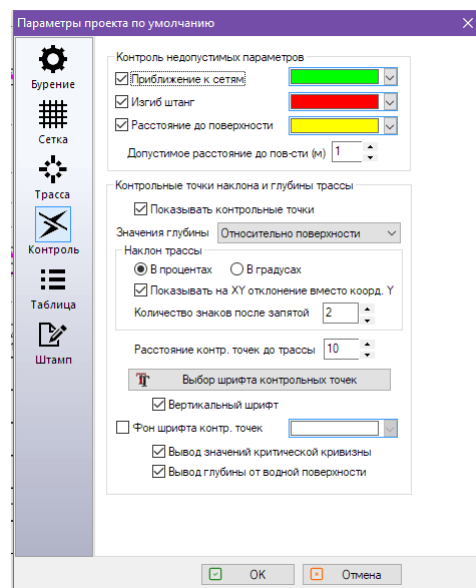 Параметры проекта по умолчанию
Бурение
Сетка
Трасса
Контроль
Таблица
Штамп
Контроль недопустимых параметров
Приближение к сетям
Изгиб штанг
Расстояние до поверхности
Допустимое расстояние до пов-сти (м) 1
Контрольные точки наклона и глубины трассы
Показывать контрольные точки
Значения глубины Относительно поверхности
Наклон трассы
В процентах В градусах
Показывать на XY отклонение вместо коорд. Y
Количество знаков после запятой 2
Расстояние контр. точек до трассы 10
Выбор шрифта контрольных точек
Вертикальный шрифт
Фон шрифта контр. точек
Вывод значений критической кривизны
Вывод глубины от водной поверхности
OK Отмена